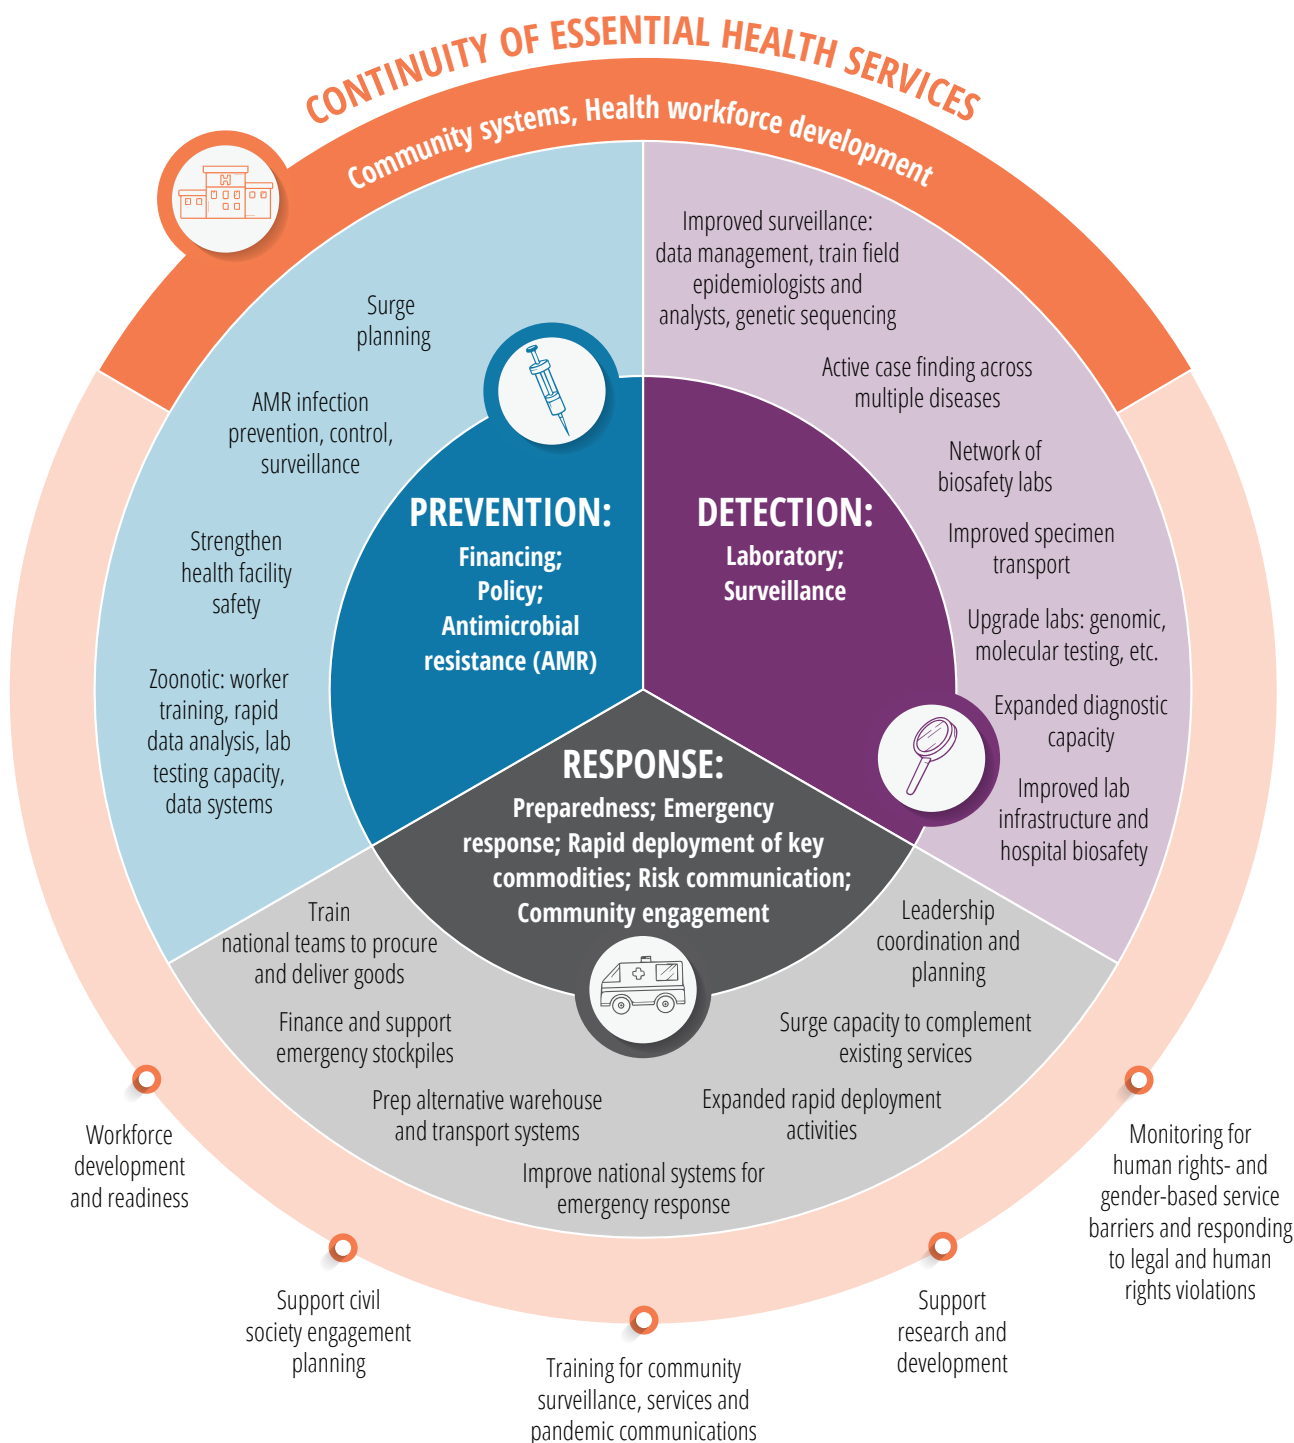 CONTINUITY OF ESSENTIAL HEALTH SERVICES
Community systems, Health workforce development
H
Surge
planning
AMR infection
prevention, control,
surveillance
Strengthen
health facility
safety
Zoonotic: worker
training, rapid
data analysis, lab
testing capacity,
data systems
PREVENTION:
Financing;
Policy;
Antimicrobial
resistance (AMR)
DETECTION:
Laboratory;
Surveillance
Improved surveillance:
data management, train field
epidemiologists and
analysts, genetic sequencing
Active case finding across
multiple diseases
Network of
biosafety labs
Improved specimen
transport
Upgrade labs: genomic,
molecular testing, etc.
Expanded diagnostic
capacity
Improved lab
infrastructure and
hospital biosafety
RESPONSE:
Preparedness; Emergency
response; Rapid deployment of key
commodities; Risk communication;
Community engagement
Train
national teams to procure
and deliver goods
Finance and support
emergency stockpiles
Prep alternative warehouse
and transport systems
Improve national systems for
emergency response
Expanded rapid deployment
activities
Surge capacity to complement
existing services
Leadership
coordination and
planning
Workforce
development
and readiness
Support civil
society engagement
planning
Training for community
surveillance, services and
pandemic communications
Support
research and
development
Monitoring for
human rights- and
gender-based service
barriers and responding
to legal and human
rights violations